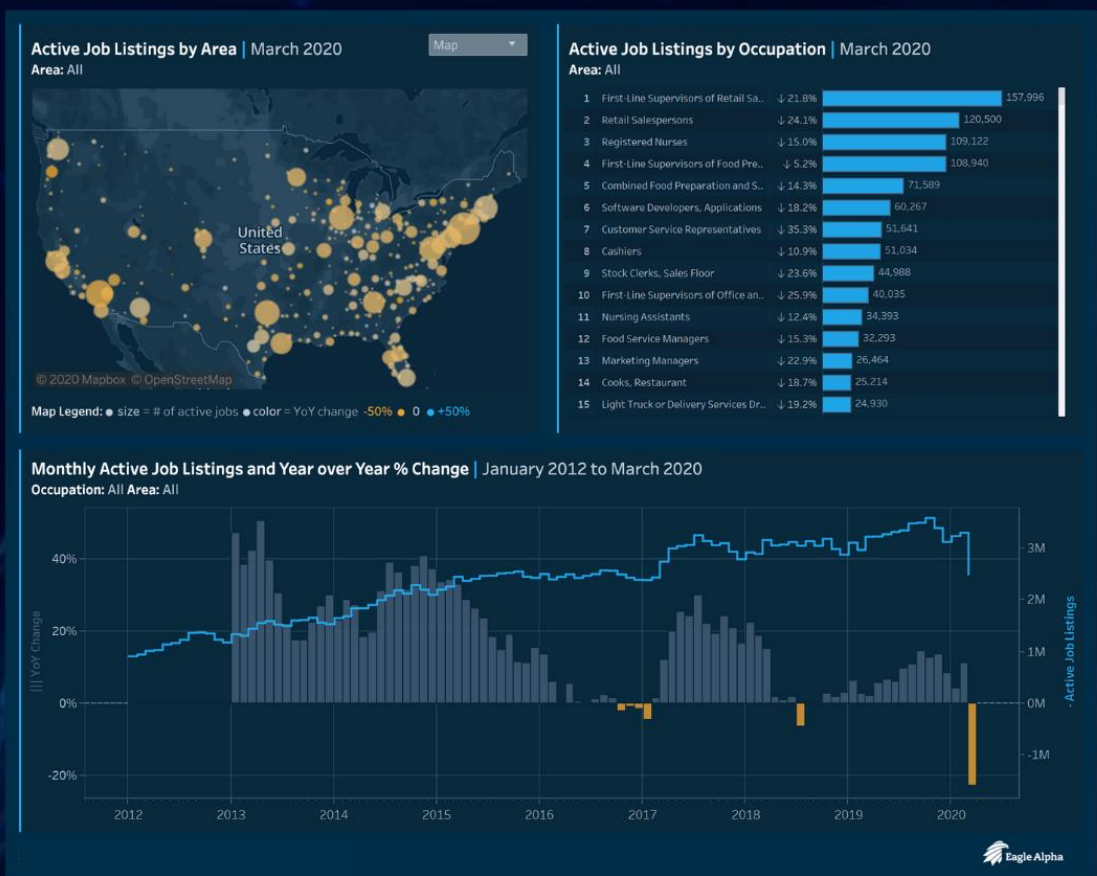 Active Job Listings by Area | March 2020
Area: All
Map
United States
© 2020 Mapbox © OpenStreetMap
Map Legend: ● size = # of active jobs ● color = YoY change -50% ● 0 ● +50%
Active Job Listings by Occupation | March 2020
Area: All
1 First-Line Supervisors of Retail Sa.. ↓ 21.8% 157,996
2 Retail Salespersons ↓ 24.1% 120,500
3 Registered Nurses ↓ 15.0% 109,122
4 First-Line Supervisors of Food Pre.. ↓ 5.2% 108,940
5 Combined Food Preparation and S.. ↓ 14.3% 71,589
6 Software Developers, Applications ↓ 18.2% 60,267
7 Customer Service Representatives ↓ 35.3% 51,641
8 Cashiers ↓ 10.9% 51,034
9 Stock Clerks, Sales Floor ↓ 23.6% 44,988
10 First-Line Supervisors of Office an.. ↓ 25.9% 40,035
11 Nursing Assistants ↓ 12.4% 34,393
12 Food Service Managers ↓ 15.3% 32,293
13 Marketing Managers ↓ 22.9% 26,464
14 Cooks, Restaurant ↓ 18.7% 25,214
15 Light Truck or Delivery Services Dr.. ↓ 19.2% 24,930
Monthly Active Job Listings and Year over Year % Change | January 2012 to March 2020
Occupation: All Area: All
YoY Change
40%
20%
0%
-20%
3M
2M
1M
0M
-1M
- Active Job Listings
2012 2013 2014 2015 2016 2017 2018 2019 2020
Eagle Alpha